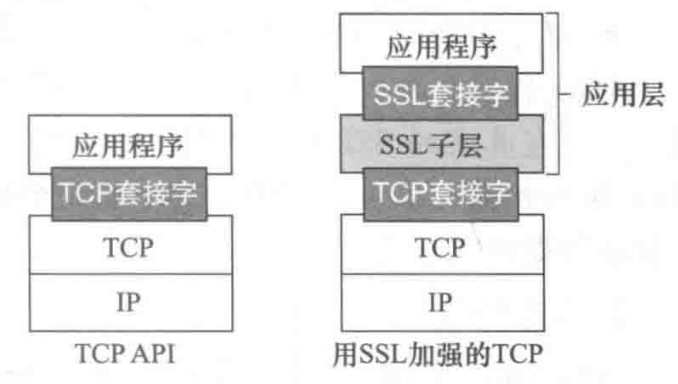 应用程序
TCP套接字
TCP
IP
TCP API
应用程序
SSL套接字
SSL子层
TCP套接字
TCP
IP
用SSL加强的TCP
应用层